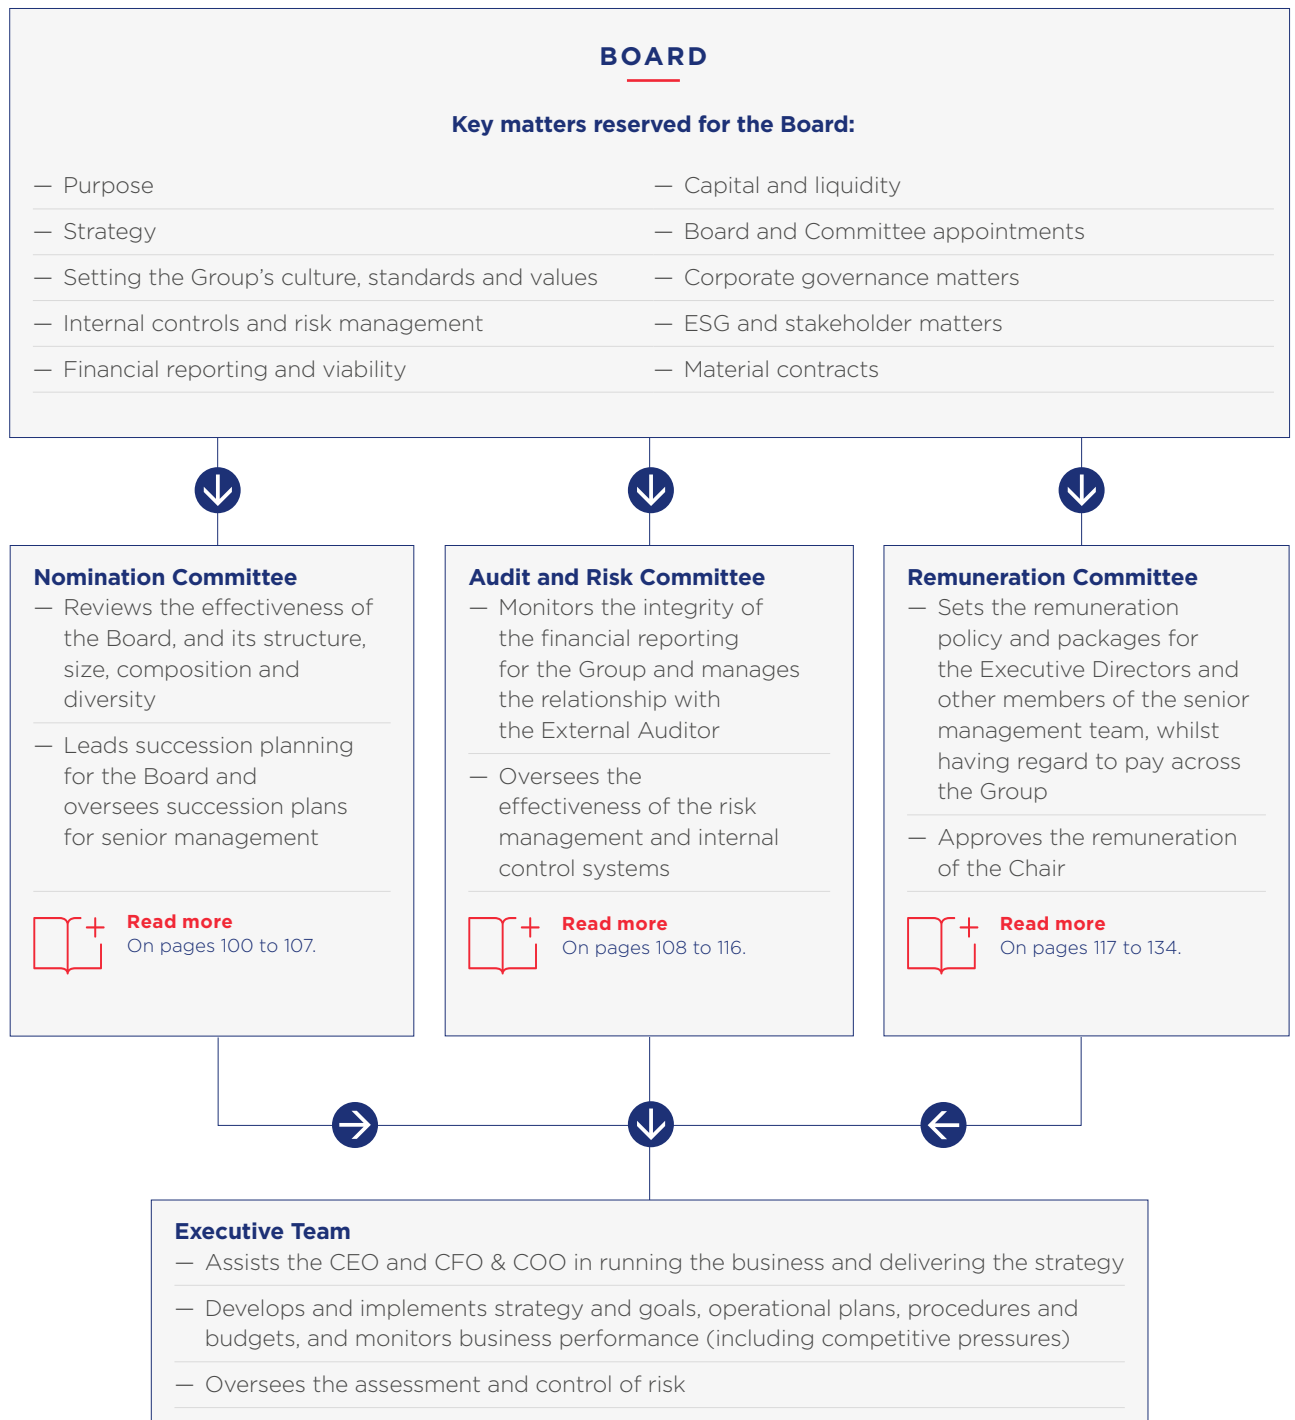 BOARD
Key matters reserved for the Board:
— Purpose
— Strategy
— Setting the Group’s culture, standards and values
— Internal controls and risk management
— Financial reporting and viability
— Capital and liquidity
— Board and Committee appointments
— Corporate governance matters
— ESG and stakeholder matters
— Material contracts
Nomination Committee
— Reviews the effectiveness of
the Board, and its structure,
size, composition and
diversity
— Leads succession planning
for the Board and
oversees succession plans
for senior management
Read more
On pages 100 to 107.
Audit and Risk Committee
— Monitors the integrity of
the financial reporting
for the Group and manages
the relationship with
the External Auditor
— Oversees the
effectiveness of the risk
management and internal
control systems
Read more
On pages 108 to 116.
Remuneration Committee
— Sets the remuneration
policy and packages for
the Executive Directors and
other members of the senior
management team, whilst
having regard to pay across
the Group
— Approves the remuneration
of the Chair
Read more
On pages 117 to 134.
Executive Team
— Assists the CEO and CFO & COO in running the business and delivering the strategy
— Develops and implements strategy and goals, operational plans, procedures and
budgets, and monitors business performance (including competitive pressures)
— Oversees the assessment and control of risk